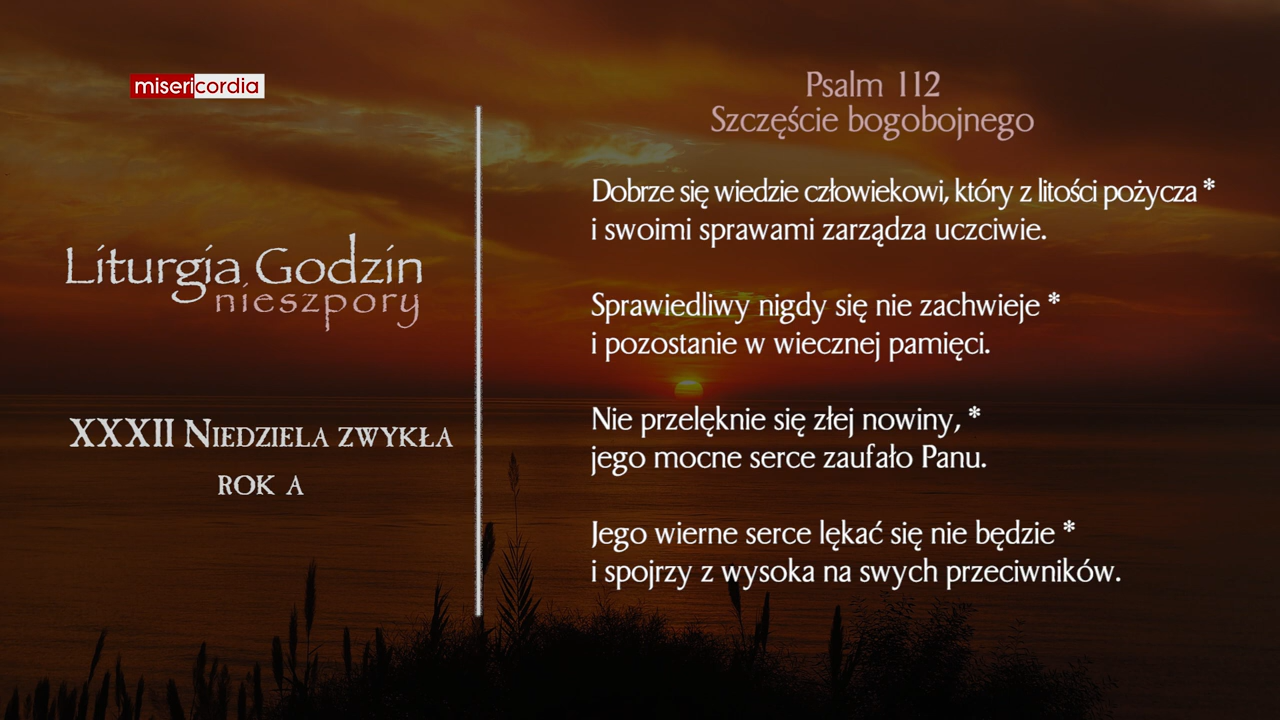 misericordia
Liturgia Godzin
nieszpory
XXXII Niedziela zwykła
rok a
Psalm 112
Szczęście bogobojnego
Dobrze się wiedzie człowiekowi, który z litości pożycza *
i swoimi sprawami zarządza uczciwie.
Sprawiedliwy nigdy się nie zachwieje *
i pozostanie w wiecznej pamięci.
Nie przelęknie się złej nowiny, *
jego mocne serce zaufało Panu.
Jego wierne serce lękać się nie będzie *
i spojrzy z wysoka na swych przeciwników.